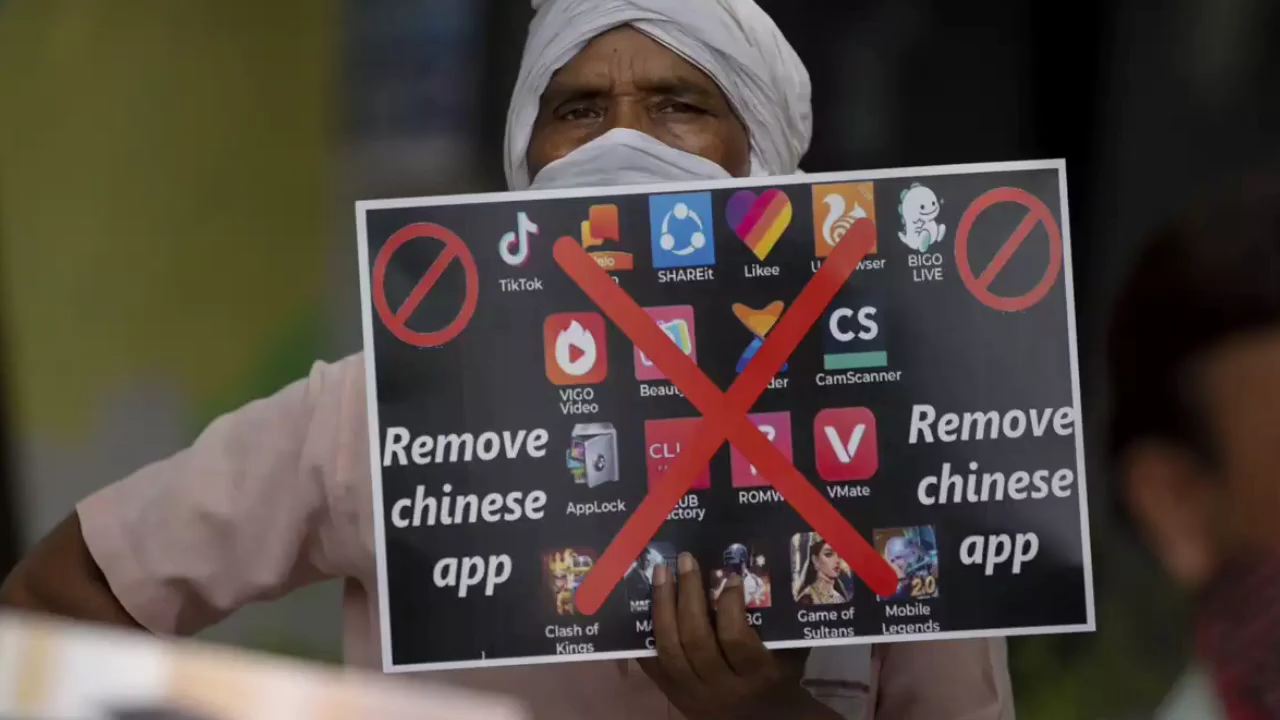 TikTok
SHAREit
Likee
BIGO
LIVE
CS
VIGO
Video
CamScanner
Remove
chinese
app
Remove
chinese
app
AppLock
VMate
2.0
Clash of
Kings
Game of
Sultans
Mobile
Legends